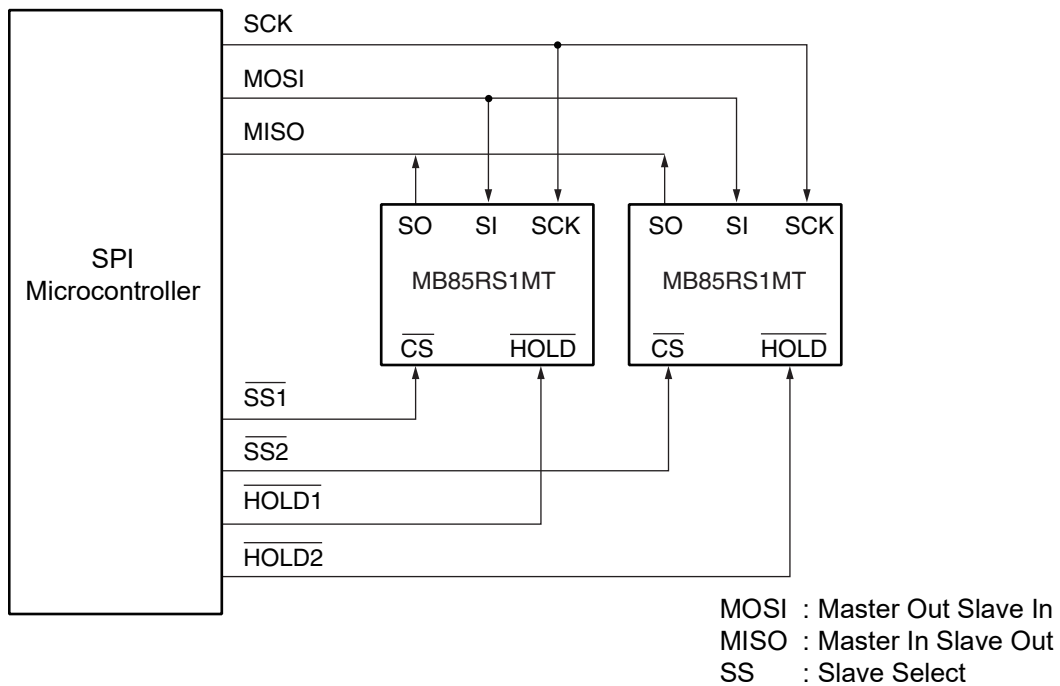 SCK
MOSI
MISO
SO SI SCK
MB85RS1MT
CS HOLD
SO SI SCK
MB85RS1MT
CS HOLD
SPI
Microcontroller
SS1
SS2
HOLD1
HOLD2
MOSI : Master Out Slave In
MISO : Master In Slave Out
SS : Slave Select